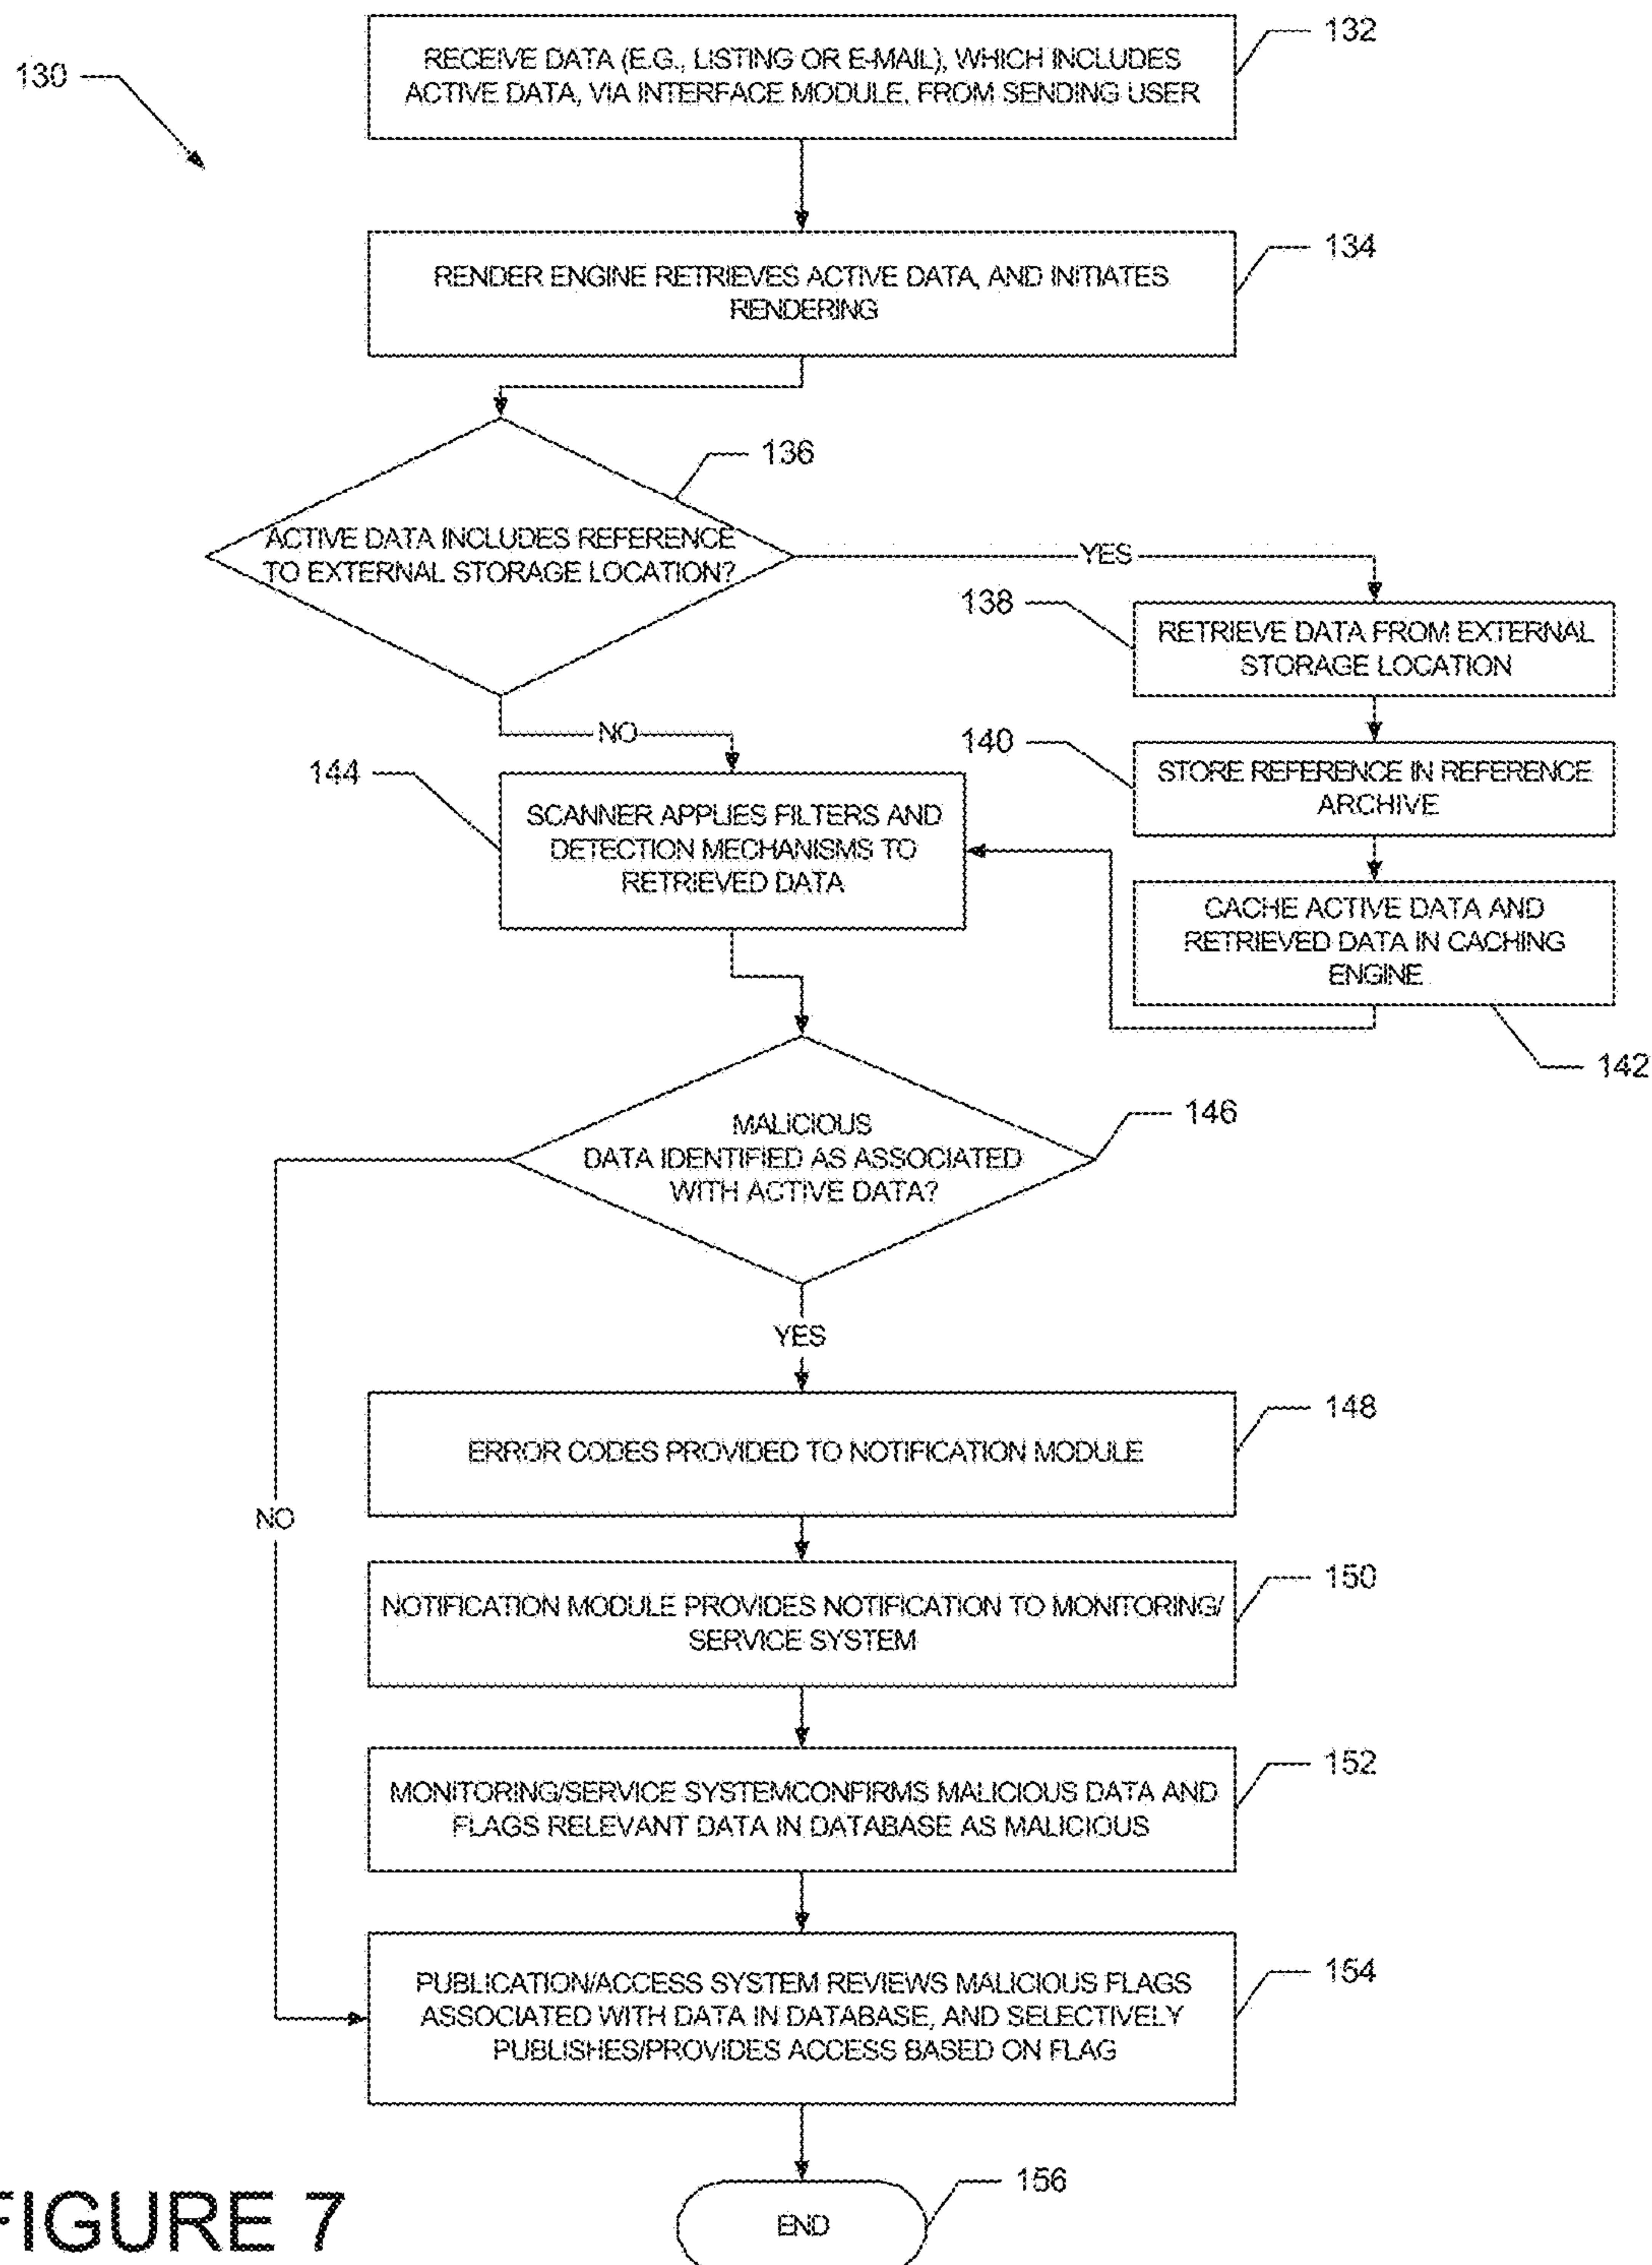 132
RECEIVE DATA (E.G., LISTING OR E-MAIL), WHICH INCLUDES
ACTIVE DATA, VIA INTERFACE MODULE, FROM SENDING USER
130
134
RENDER ENGINE RETRIEVES ACTIVE DATA, AND INITIATES
RENDERING
136
ACTIVE DATA INCLUDES REFERENCE
TO EXTERNAL STORAGE LOCATION?
YES
138
RETRIEVE DATA FROM EXTERNAL
STORAGE LOCATION
NO
140
STORE REFERENCE IN REFERENCE
ARCHIVE
144
SCANNER APPLIES FILTERS AND
DETECTION MECHANISMS TO
RETRIEVED DATA
CACHE ACTIVE DATA AND
RETRIEVED DATA IN CACHING
ENGINE
142
146
MALICIOUS
DATA IDENTIFIED AS ASSOCIATED
WITH ACTIVE DATA?
YES
148
ERROR CODES PROVIDED TO NOTIFICATION MODULE
NO
150
NOTIFICATION MODULE PROVIDES NOTIFICATION TO MONITORING/
SERVICE SYSTEM
152
MONITORING/SERVICE SYSTEMCONFIRMS MALICIOUS DATA AND
FLAGS RELEVANT DATA IN DATABASE AS MALICIOUS
154
PUBLICATION/ACCESS SYSTEM REVIEWS MALICIOUS FLAGS
ASSOCIATED WITH DATA IN DATABASE, AND SELECTIVELY
PUBLISHES/PROVIDES ACCESS BASED ON FLAG
156
END
FIGURE 7